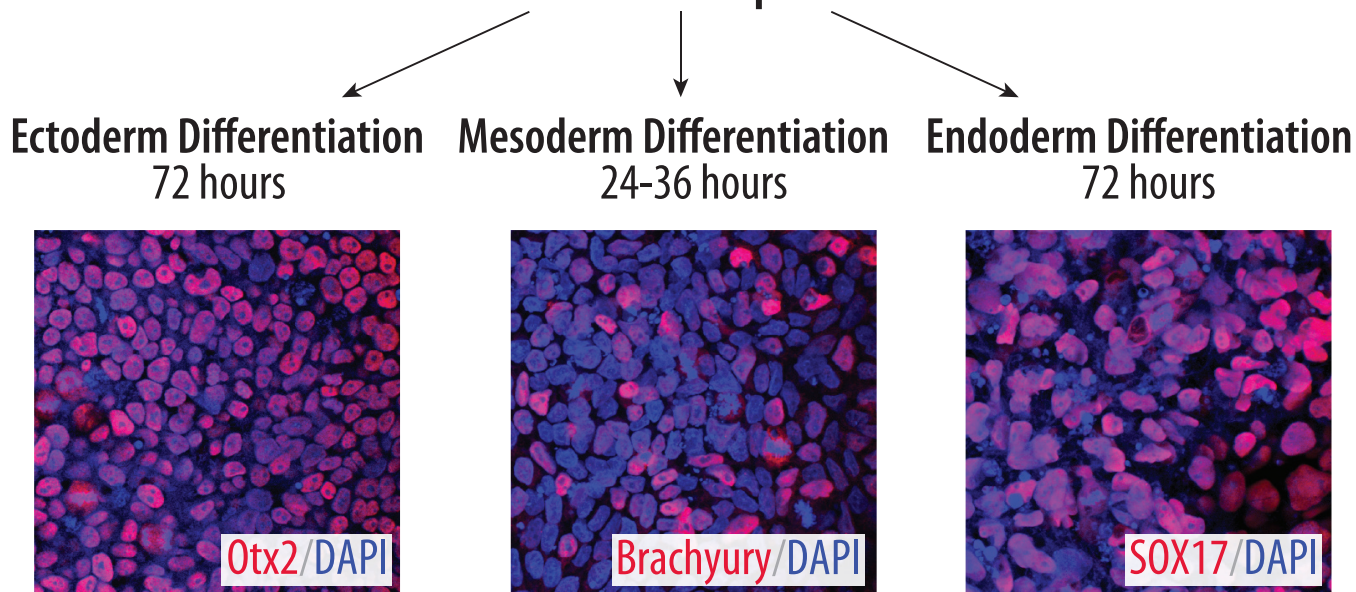 Ectoderm Differentiation
72 hours
Mesoderm Differentiation
24-36 hours
Endoderm Differentiation
72 hours
Otx2/DAPI
Brachyury/DAPI
SOX17/DAPI